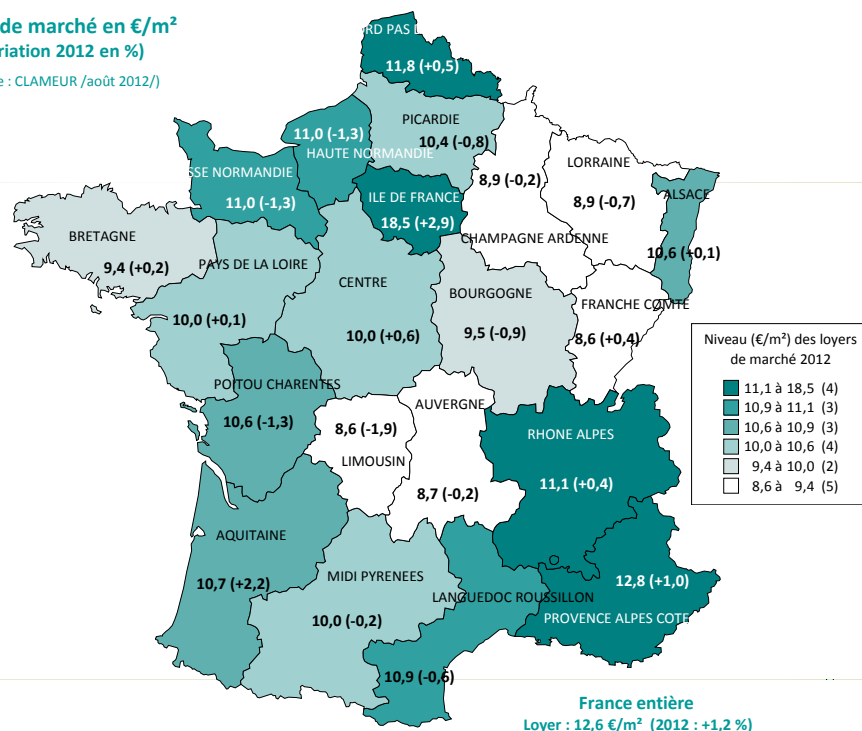 de marché en €/m²
riation 2012 en %)
e : CLAMEUR /août 2012/)
RD PAS D
11,8 (+0,5)
PICARDIE
10,4 (-0,8)
11,0 (-1,3)
HAUTE NORMANDIE
SSE NORMANDIE
11,0 (-1,3)
ILE DE FRANCE
18,5 (+2,9)
8,9 (-0,2)
CHAMPAGNE ARDENNE
LORRAINE
8,9 (-0,7)
ALSACE
10,6 (+0,1)
BRETAGNE
9,4 (+0,2)
PAYS DE LA LOIRE
10,0 (+0,1)
CENTRE
10,0 (+0,6)
BOURGOGNE
9,5 (-0,9)
FRANCHE COMTE
8,6 (+0,4)
POITOU CHARENTES
10,6 (-1,3)
8,6 (-1,9)
LIMOUSIN
AUVERGNE
8,7 (-0,2)
RHONE ALPES
11,1 (+0,4)
AQUITAINE
10,7 (+2,2)
MIDI PYRENEES
10,0 (-0,2)
LANGUEDOC ROUSSILLON
10,9 (-0,6)
12,8 (+1,0)
PROVENCE ALPES COTE
Niveau (€/m²) des loyers
de marché 2012
11,1 à 18,5 (4)
10,9 à 11,1 (3)
10,6 à 10,9 (3)
10,0 à 10,6 (4)
9,4 à 10,0 (2)
8,6 à 9,4 (5)
France entière
Loyer : 12,6 €/m² (2012 : +1,2 %)